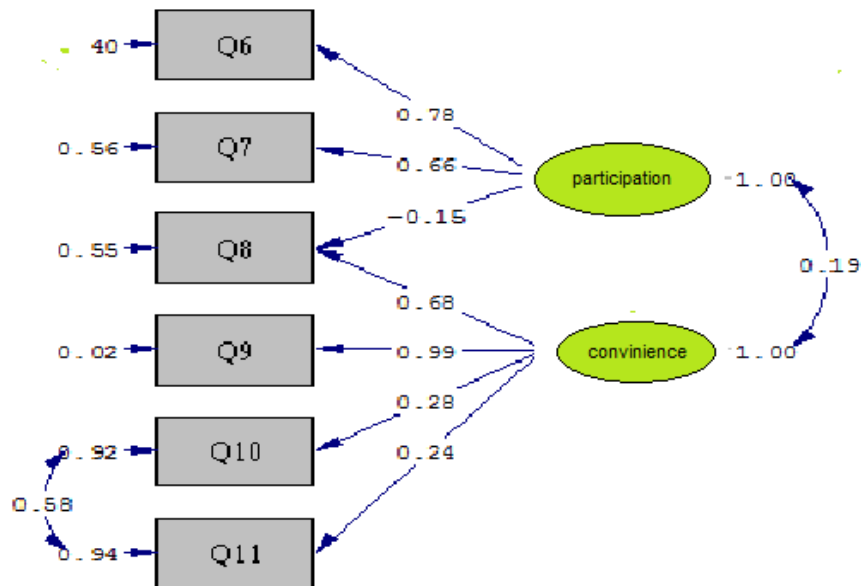 40 Q6
0.78
0.56 Q7
0.66
participation 1.00
-0.15
0.55 Q8
0.19
0.68
0.02 Q9
0.99
convinience 1.00
0.28
0.92 Q10
0.24
0.58
0.94 Q11